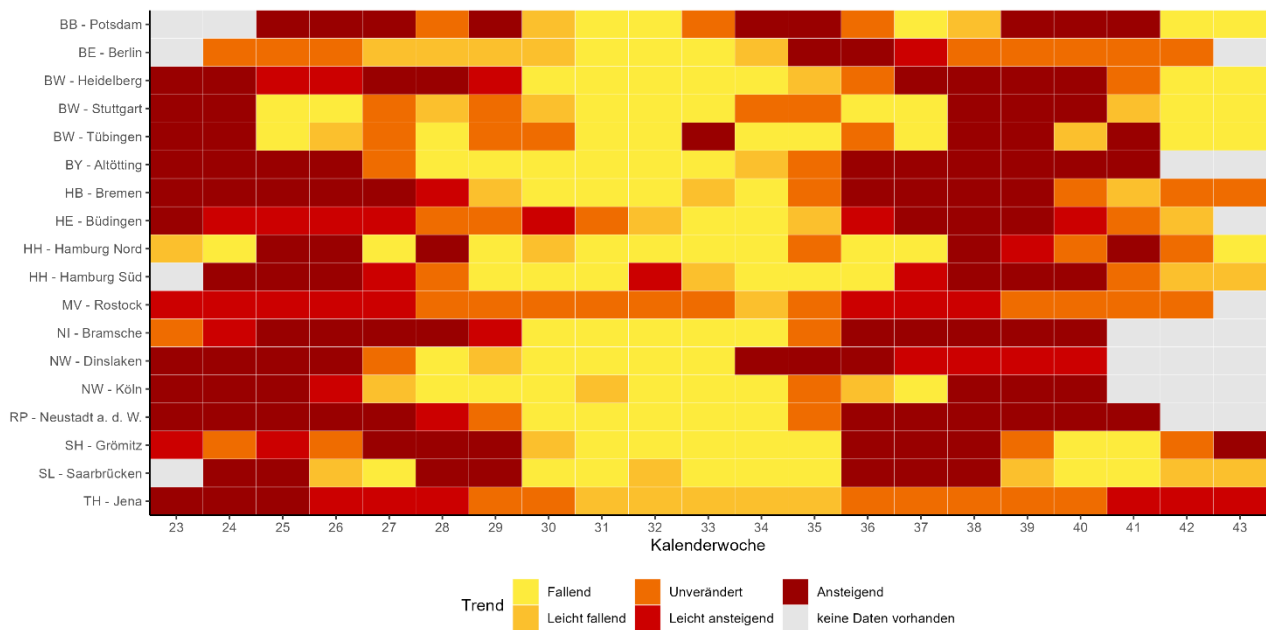 BB - Potsdam
BE - Berlin
BW - Heidelberg
BW - Stuttgart
BW - Tübingen
BY - Altötting
HB - Bremen
HE - Büdingen
HH - Hamburg Nord
HH - Hamburg Süd
MV - Rostock
NI - Bramsche
NW - Dinslaken
NW - Köln
RP - Neustadt a. d. W.
SH - Grömitz
SL - Saarbrücken
TH - Jena
23 24 25 26 27 28 29 30 31 32 33 34 35 36 37 38 39 40 41 42 43
Kalenderwoche
Trend
Fallend Unverändert Ansteigend
Leicht fallend Leicht ansteigend keine Daten vorhanden